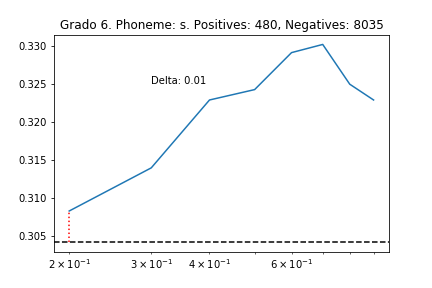 Grado 6. Phoneme: s. Positives: 480, Negatives: 8035
0.330
0.325
0.320
0.315
0.310
0.305
Delta: 0.01
2 × 10⁻¹ 3 × 10⁻¹ 4 × 10⁻¹ 6 × 10⁻¹